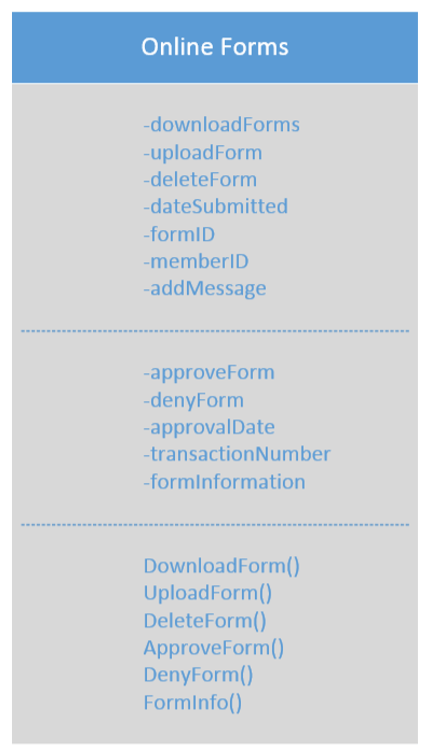 Online Forms
-downloadForms
-uploadForm
-deleteForm
-dateSubmitted
-formID
-memberID
-addMessage
-approveForm
-denyForm
-approvalDate
-transactionNumber
-formInformation
DownloadForm()
UploadForm()
DeleteForm()
ApproveForm()
DenyForm()
FormInfo()